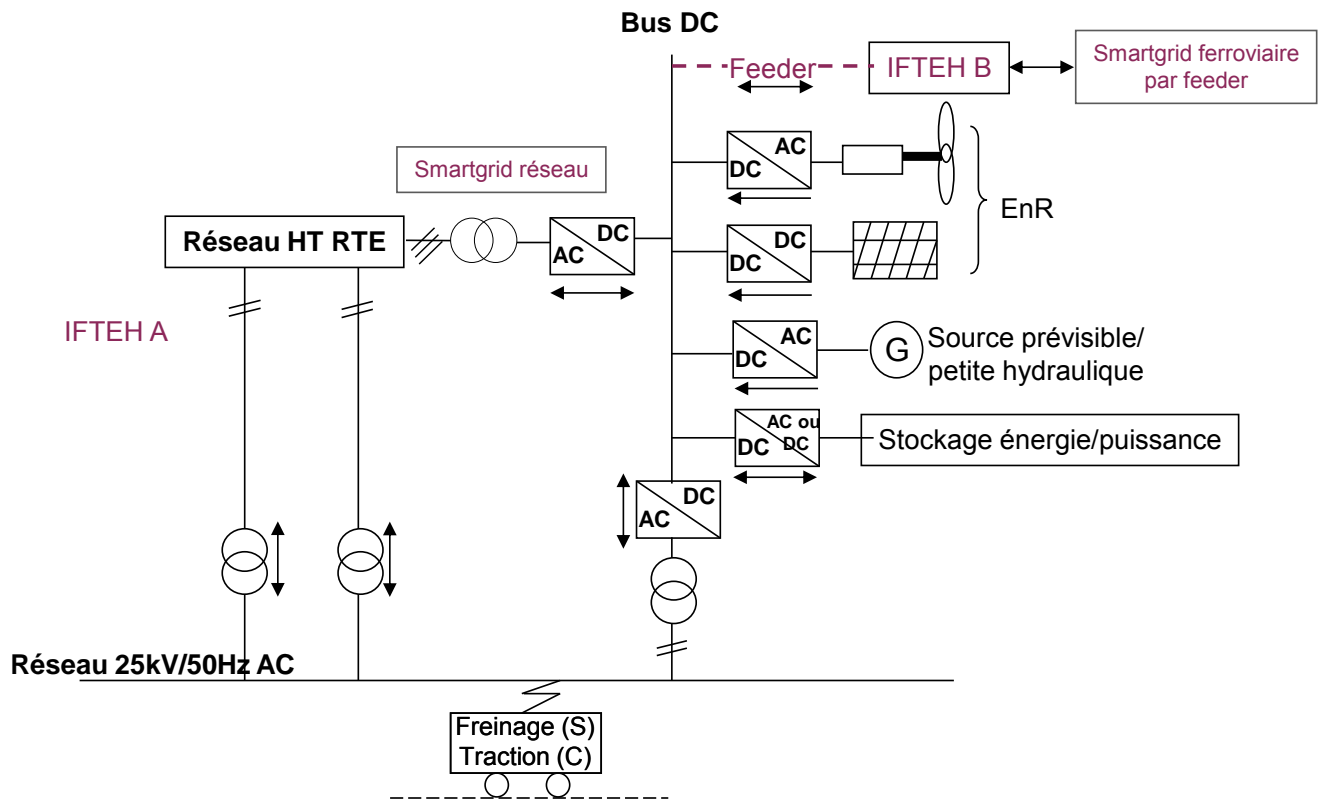 Bus DC
Feeder
IFTEH B
Smartgrid ferroviaire
par feeder
AC
DC
EnR
Smartgrid réseau
Réseau HT RTE
DC
AC
DC
DC
IFTEH A
AC
DC
G
Source prévisible/
petite hydraulique
AC ou
DC
DC
Stockage énergie/puissance
DC
AC
Réseau 25kV/50Hz AC
Freinage (S)
Traction (C)